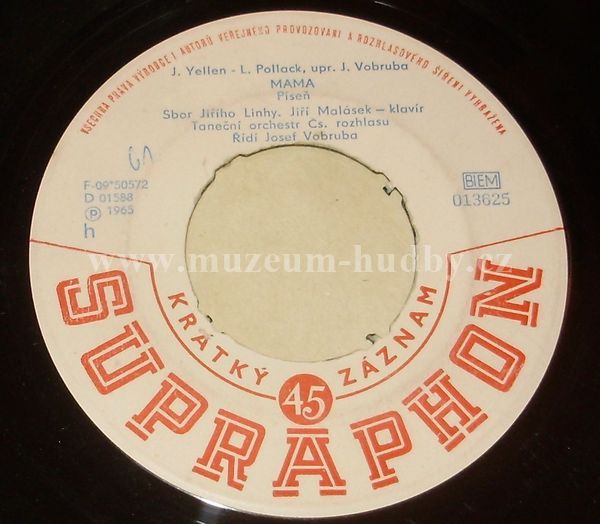 VŠECHNA PRÁVA VÝROBCE I AUTORŮ VEŘEJNÉHO PROVOZOVÁNÍ A ROZHLASOVÉHO ŠÍŘENÍ VYHRAŽENA
J. Yellen - L. Pollack, upr. J. Vobruba
MAMA
Píseň
Sbor Jiřího Linhy. Jiří Malásek — klavír
Taneční orchestr Čs. rozhlasu
Řídí Josef Vobruba
F-09*50572
D 01588
Ⓟ 1965
h
BIEM
013625
www.muzeum-hudby.cz
KRÁTKÝ 45 ZÁZNAM
SUPRAPHON